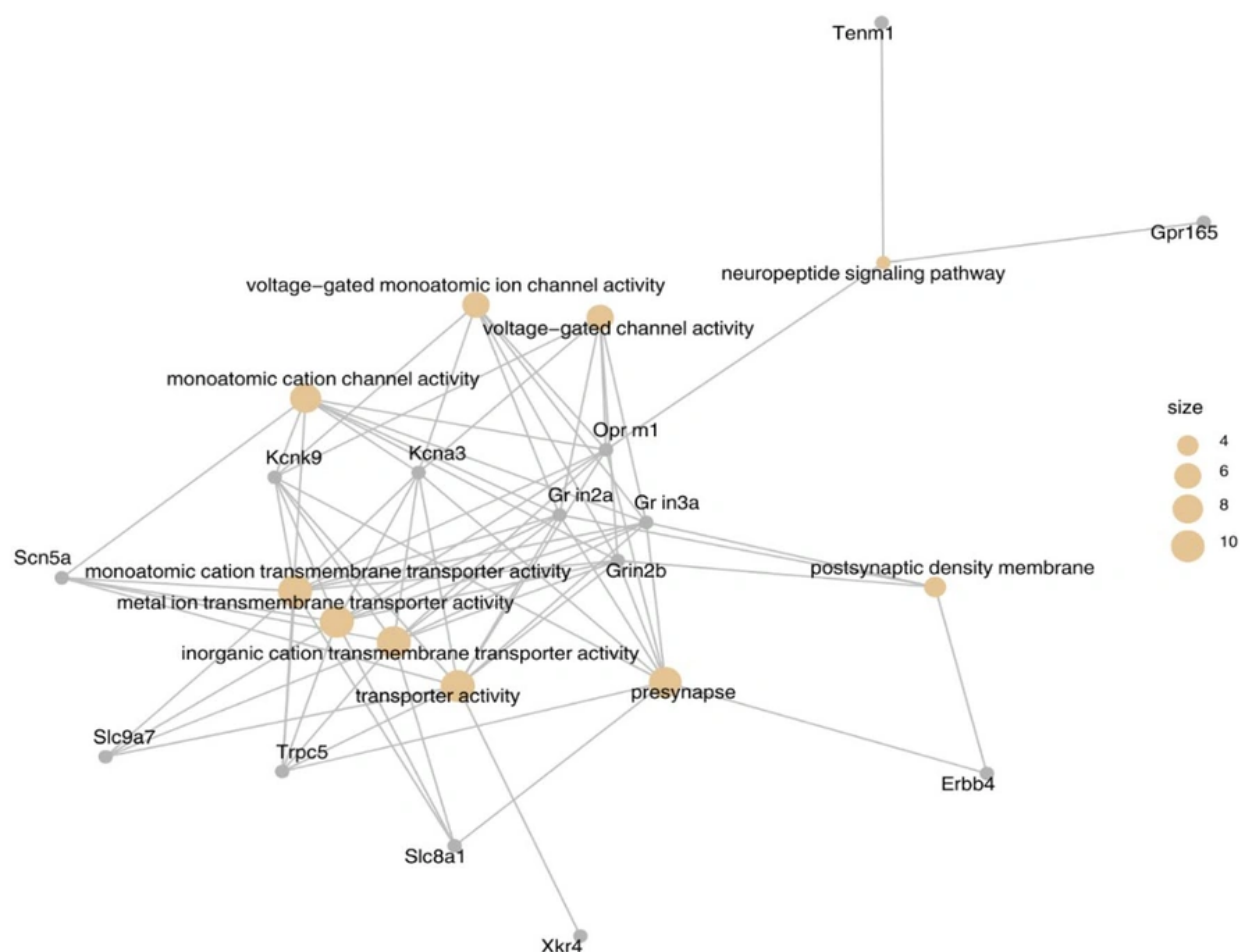 Tenm1
Gpr165
neuropeptide signaling pathway
voltage−gated monoatomic ion channel activity
voltage−gated channel activity
monoatomic cation channel activity
size
4
6
8
10
Opr m1
Kcnk9
Kcna3
Gr in2a
Gr in3a
Scn5a
monoatomic cation transmembrane transporter activity
Grin2b
postsynaptic density membrane
metal ion transmembrane transporter activity
inorganic cation transmembrane transporter activity
transporter activity
presynapse
Slc9a7
Trpc5
Erbb4
Slc8a1
Xkr4